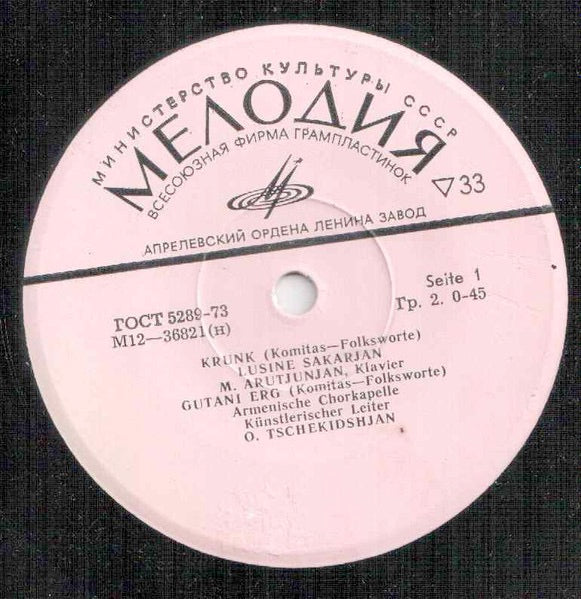 МИНИСТЕРСТВО КУЛЬТУРЫ СССР
МЕЛОДИЯ
ВСЕСОЮЗНАЯ ФИРМА ГРАМПЛАСТИНОК
33
АПРЕЛЕВСКИЙ ОРДЕНА ЛЕНИНА ЗАВОД
ГОСТ 5289-73
М12—36821(н)
Seite 1
Гр. 2. 0-45
KRUNK (Komitas—Folksworte)
LUSINE SAKARJAN
M. ARUTJUNJAN, Klavier
GUTANI ERG (Komitas—Folksworte)
Armenische Chorkapelle
Künstlerischer Leiter
O. TSCHEKIDSHJAN